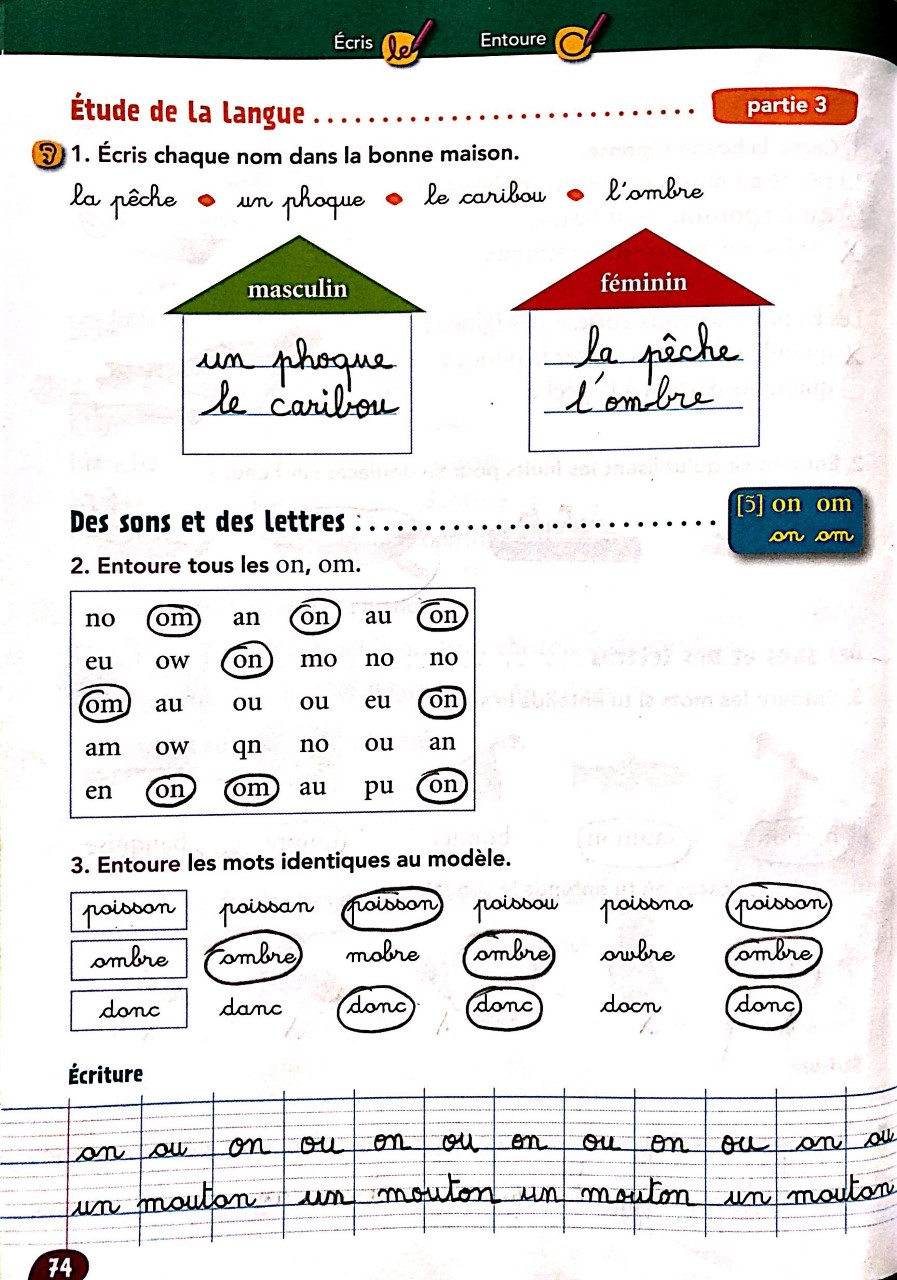 Écris le Entoure
Étude de la langue ............................ partie 3
1. Écris chaque nom dans la bonne maison.
la pêche • un phoque • le caribou • l'ombre
masculin féminin
un phoque la pêche
le caribou l'ombre
Des sons et des lettres : ............................ [ɔ̃] on om
on om
2. Entoure tous les on, om.
no om an on au on
eu ow on mo no no
om au ou ou eu on
am ow qn no ou an
en on om au pu on
3. Entoure les mots identiques au modèle.
poisson poissan poisson poissou poissno poisson
ombre ombre mobre ombre owbre ombre
donc danc donc donc docn donc
Écriture
on ou on ou on ou on ou on ou on ou
un mouton un mouton un mouton un mouton
74